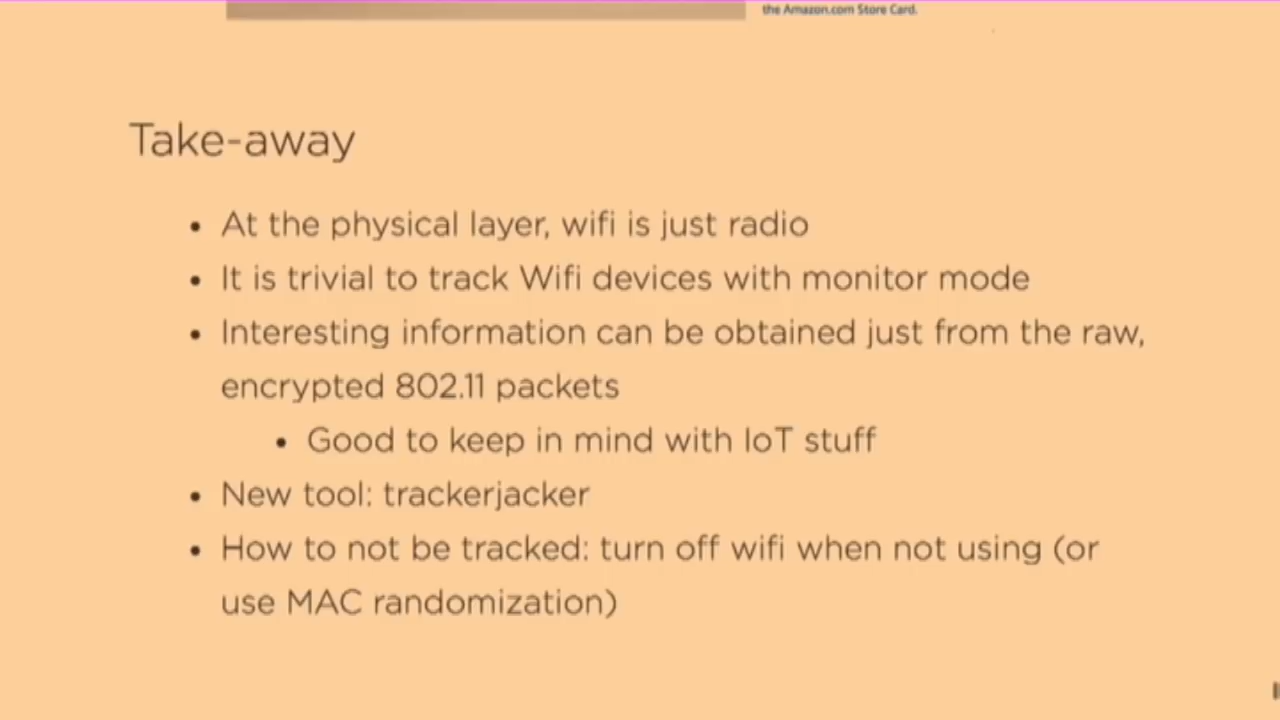 the Amazon.com Store Card.
Take-away
• At the physical layer, wifi is just radio
• It is trivial to track Wifi devices with monitor mode
• Interesting information can be obtained just from the raw,
encrypted 802.11 packets
• Good to keep in mind with IoT stuff
• New tool: trackerjacker
• How to not be tracked: turn off wifi when not using (or
use MAC randomization)